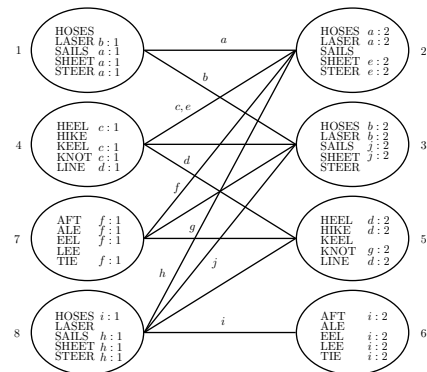 1
HOSES
LASER b : 1
SAILS a : 1
SHEET a : 1
STEER a : 1
a
HOSES a : 2
LASER a : 2
SAILS
SHEET e : 2
STEER e : 2
2
b
c, e
4
HEEL c : 1
HIKE
KEEL c : 1
KNOT c : 1
LINE d : 1
HOSES b : 2
LASER b : 2
SAILS j : 2
SHEET j : 2
STEER
3
d
f
7
AFT f : 1
ALE f : 1
EEL f : 1
LEE
TIE f : 1
g
HEEL d : 2
HIKE d : 2
KEEL
KNOT g : 2
LINE d : 2
5
h
j
8
HOSES i : 1
LASER
SAILS h : 1
SHEET h : 1
STEER h : 1
i
AFT i : 2
ALE
EEL i : 2
LEE i : 2
TIE i : 2
6